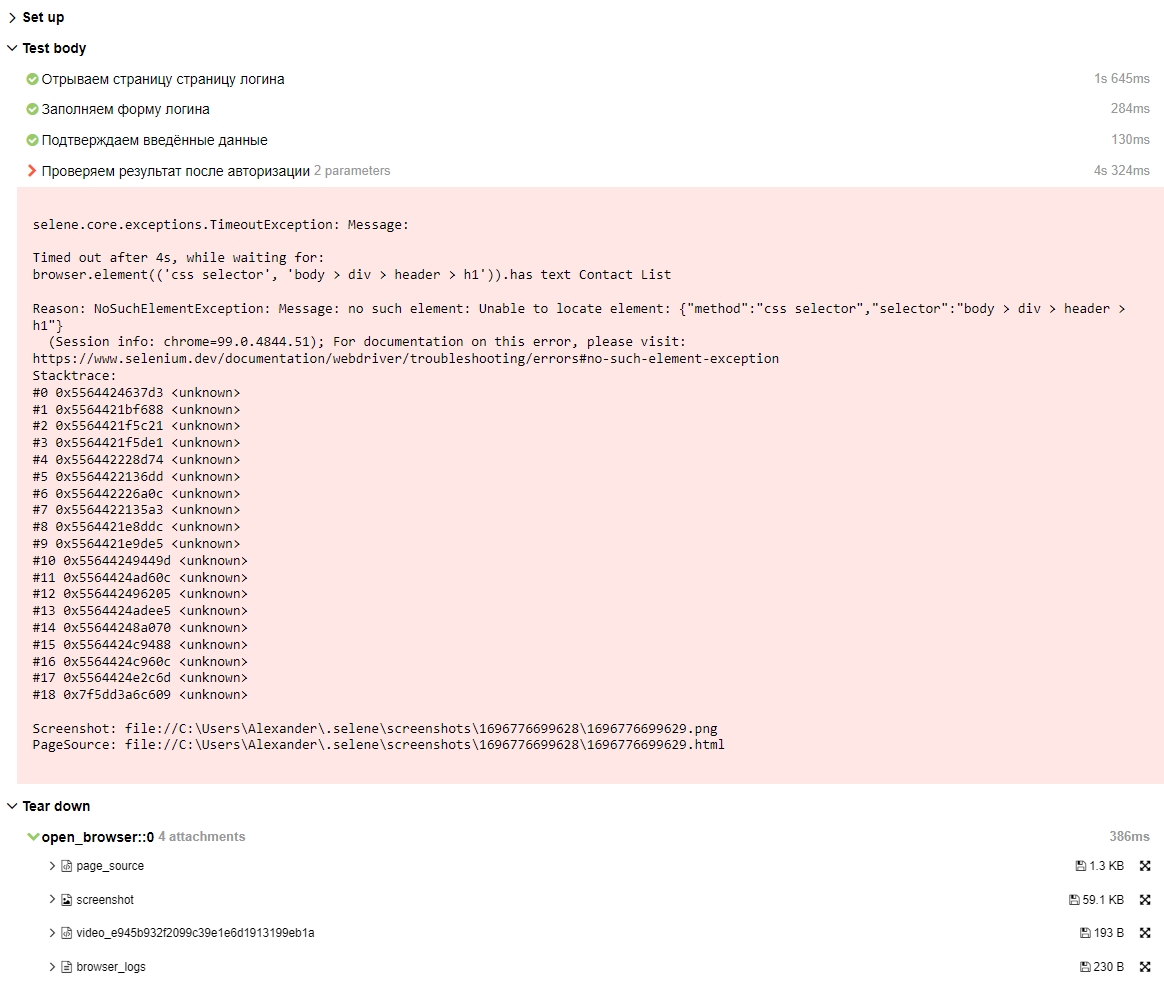 Set up
Test body
Отрываем страницу страницу логина 1s 645ms
Заполняем форму логина 284ms
Подтверждаем введённые данные 130ms
Проверяем результат после авторизации 2 parameters 4s 324ms
selene.core.exceptions.TimeoutException: Message:
Timed out after 4s, while waiting for:
browser.element(('css selector', 'body > div > header > h1')).has text Contact List
Reason: NoSuchElementException: Message: no such element: Unable to locate element: {"method":"css selector","selector":"body > div > header >
h1"}
(Session info: chrome=99.0.4844.51); For documentation on this error, please visit:
https://www.selenium.dev/documentation/webdriver/troubleshooting/errors#no-such-element-exception
Stacktrace:
#0 0x5564424637d3 <unknown>
#1 0x5564421bf688 <unknown>
#2 0x5564421f5c21 <unknown>
#3 0x5564421f5de1 <unknown>
#4 0x556442228d74 <unknown>
#5 0x5564422136dd <unknown>
#6 0x556442226a0c <unknown>
#7 0x5564422135a3 <unknown>
#8 0x5564421e8ddc <unknown>
#9 0x5564421e9de5 <unknown>
#10 0x55644249449d <unknown>
#11 0x5564424ad60c <unknown>
#12 0x556442496205 <unknown>
#13 0x5564424adee5 <unknown>
#14 0x55644248a070 <unknown>
#15 0x5564424c9488 <unknown>
#16 0x5564424c960c <unknown>
#17 0x5564424e2c6d <unknown>
#18 0x7f5dd3a6c609 <unknown>
Screenshot: file://C:\Users\Alexander\.selene\screenshots\1696776699628\1696776699629.png
PageSource: file://C:\Users\Alexander\.selene\screenshots\1696776699628\1696776699629.html
Tear down
open_browser::0 4 attachments 386ms
page_source 1.3 KB
screenshot 59.1 KB
video_e945b932f2099c39e1e6d1913199eb1a 193 B
browser_logs 230 B